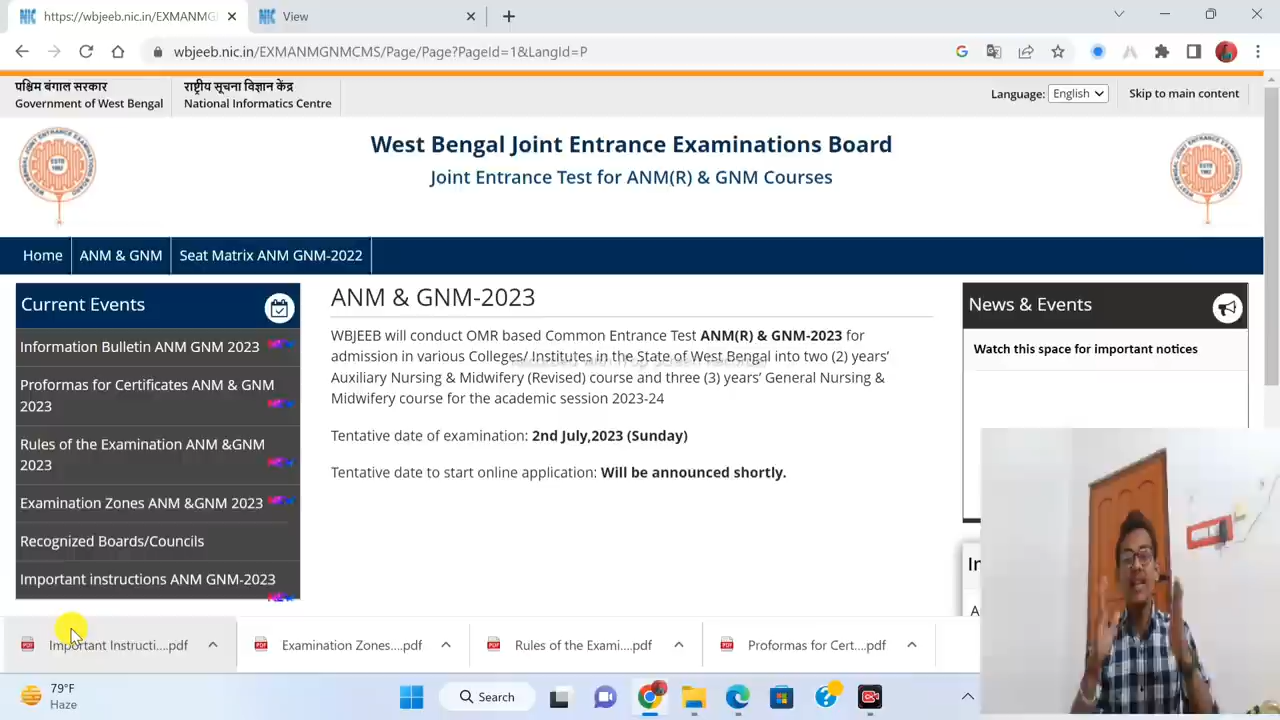 NIC
https://wbjeeb.nic.in/EXMANMG
NIC
View
wbjeeb.nic.in/EXMANMGNMCMS/Page/Page?PageId=1&LangId=P
पश्चिम बंगाल सरकार
Government of West Bengal
राष्ट्रीय सूचना विज्ञान केंद्र
National Informatics Centre
Language: English
Skip to main content
West Bengal Joint Entrance Examinations Board
Joint Entrance Test for ANM(R) & GNM Courses
Home
ANM & GNM
Seat Matrix ANM GNM-2022
Current Events
Information Bulletin ANM GNM 2023
Proformas for Certificates ANM & GNM
2023
Rules of the Examination ANM &GNM
2023
Examination Zones ANM &GNM 2023
Recognized Boards/Councils
Important instructions ANM GNM-2023
ANM & GNM-2023
WBJEEB will conduct OMR based Common Entrance Test ANM(R) & GNM-2023 for
admission in various Colleges/ Institutes in the State of West Bengal into two (2) years’
Auxiliary Nursing & Midwifery (Revised) course and three (3) years’ General Nursing &
Midwifery course for the academic session 2023-24
Tentative date of examination: 2nd July,2023 (Sunday)
Tentative date to start online application: Will be announced shortly.
News & Events
Watch this space for important notices
In
A
Important Instructi....pdf
Examination Zones....pdf
Rules of the Exami....pdf
Proformas for Cert....pdf
79°F
Haze
Search